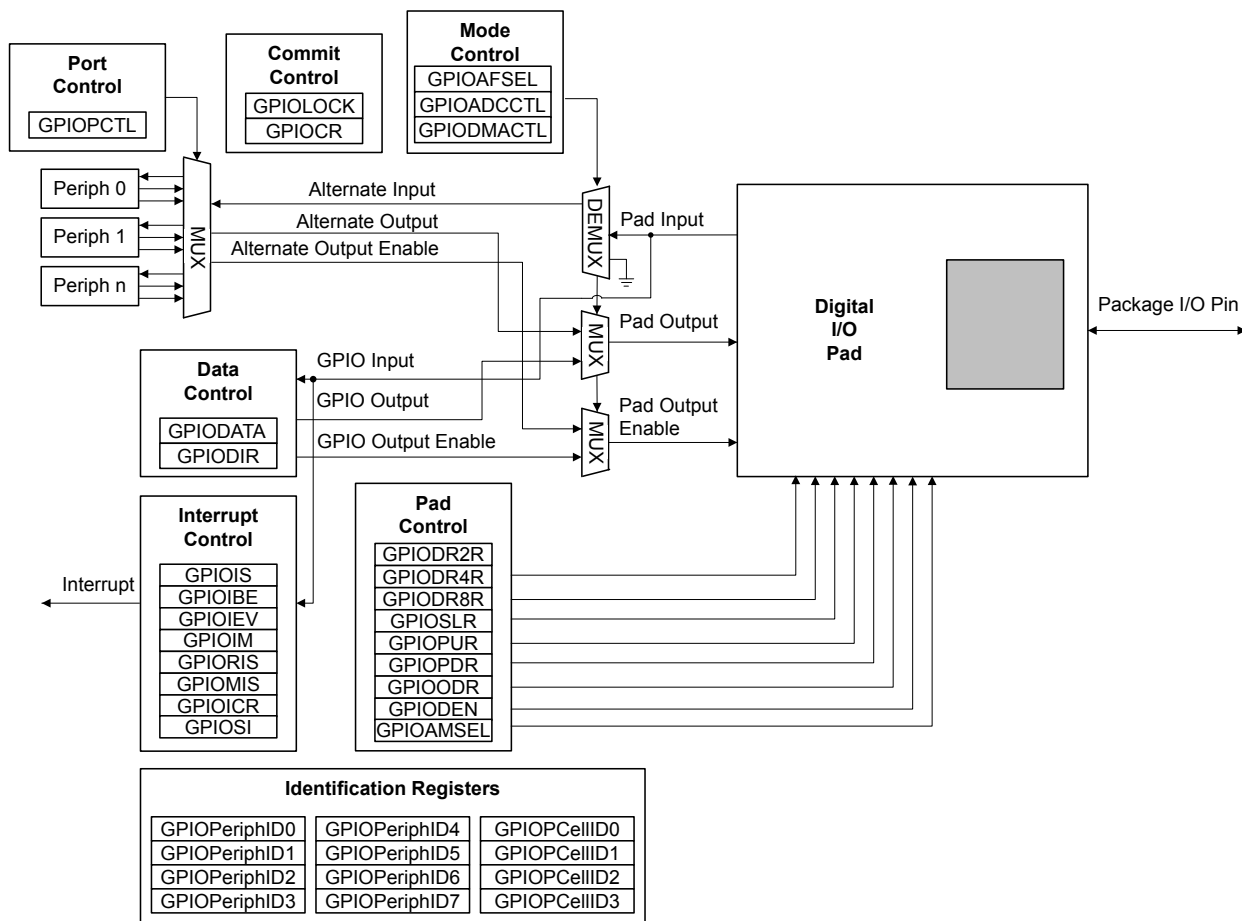 Port
Control
GPIOPCTL
Commit
Control
GPIOLOCK
GPIOCR
Mode
Control
GPIOAFSEL
GPIOADCCTL
GPIODMACTL
Periph 0
Periph 1
Periph n
MUX
Alternate Input
Alternate Output
Alternate Output Enable
DEMUX
Pad Input
MUX
Pad Output
MUX
Pad Output
Enable
Digital
I/O
Pad
Package I/O Pin
Data
Control
GPIODATA
GPIODIR
GPIO Input
GPIO Output
GPIO Output Enable
Interrupt
Control
GPIOIS
GPIOIBE
GPIOIEV
GPIOIM
GPIORIS
GPIOMIS
GPIOICR
GPIOSI
Interrupt
Pad
Control
GPIODR2R
GPIODR4R
GPIODR8R
GPIOSLR
GPIOPUR
GPIOPDR
GPIOODR
GPIODEN
GPIOAMSEL
Identification Registers
GPIOPeriphID0
GPIOPeriphID1
GPIOPeriphID2
GPIOPeriphID3
GPIOPeriphID4
GPIOPeriphID5
GPIOPeriphID6
GPIOPeriphID7
GPIOPCellID0
GPIOPCellID1
GPIOPCellID2
GPIOPCellID3